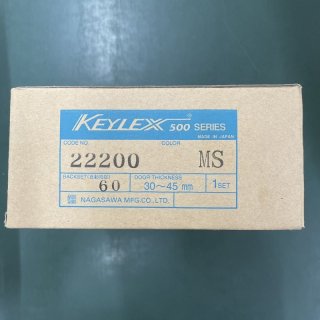 KEYLEX 500 SERIES
MADE IN JAPAN
CODE NO. COLOR
22200 MS
BACKSET DOOR THICKNESS
60 30~45 mm 1SET
NAGASAWA MFG.CO.,LTD.